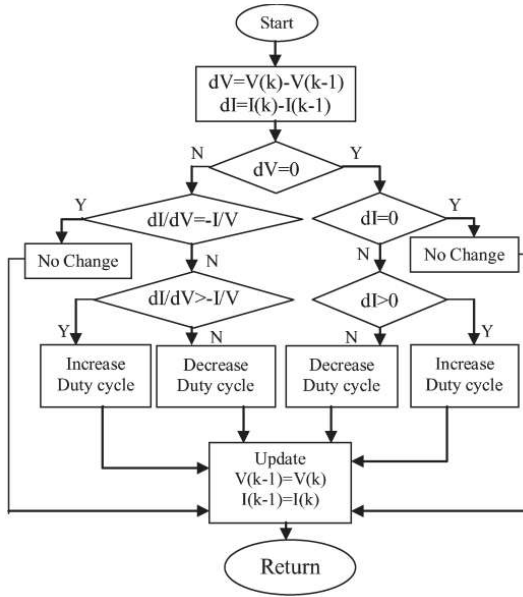 Start
dV=V(k)-V(k-1)
dI=I(k)-I(k-1)
N
Y
dV=0
Y
dI/dV=-I/V
dI=0
Y
No Change
N
N
No Change
dI/dV>-I/V
dI>0
Y
N
N
Y
Increase
Duty cycle
Decrease
Duty cycle
Decrease
Duty cycle
Increase
Duty cycle
Update
V(k-1)=V(k)
I(k-1)=I(k)
Return